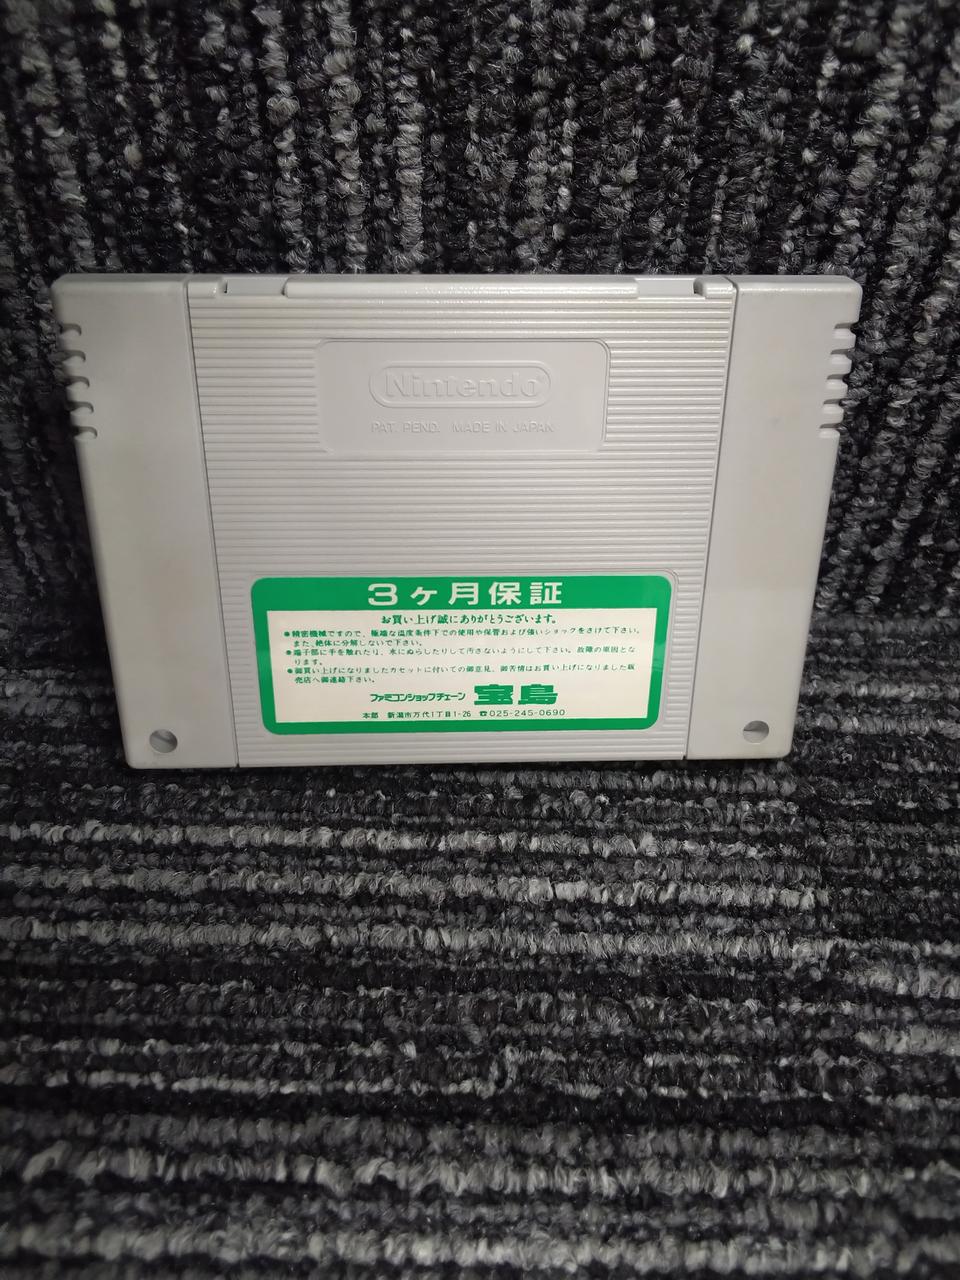 Nintendo
PAT. PEND. MADE IN JAPAN
3ヶ月保証
お買い上げ誠にありがとうございます。
●精密機械ですので、極端な温度条件下での使用や保管および強いショックをさけて下さい。
また、絶対に分解しないで下さい。
●端子部に手を触れたり、水にぬらしたりして汚さないようにして下さい。故障の原因とな
ります。
●御買い上げになりましたカセットに付いての御意見、御苦情はお買い上げになりました販
売店へ御連絡下さい。
ファミコンショップチェーン 宝島
本部 新潟市万代1丁目1-26 ☎025-245-0690